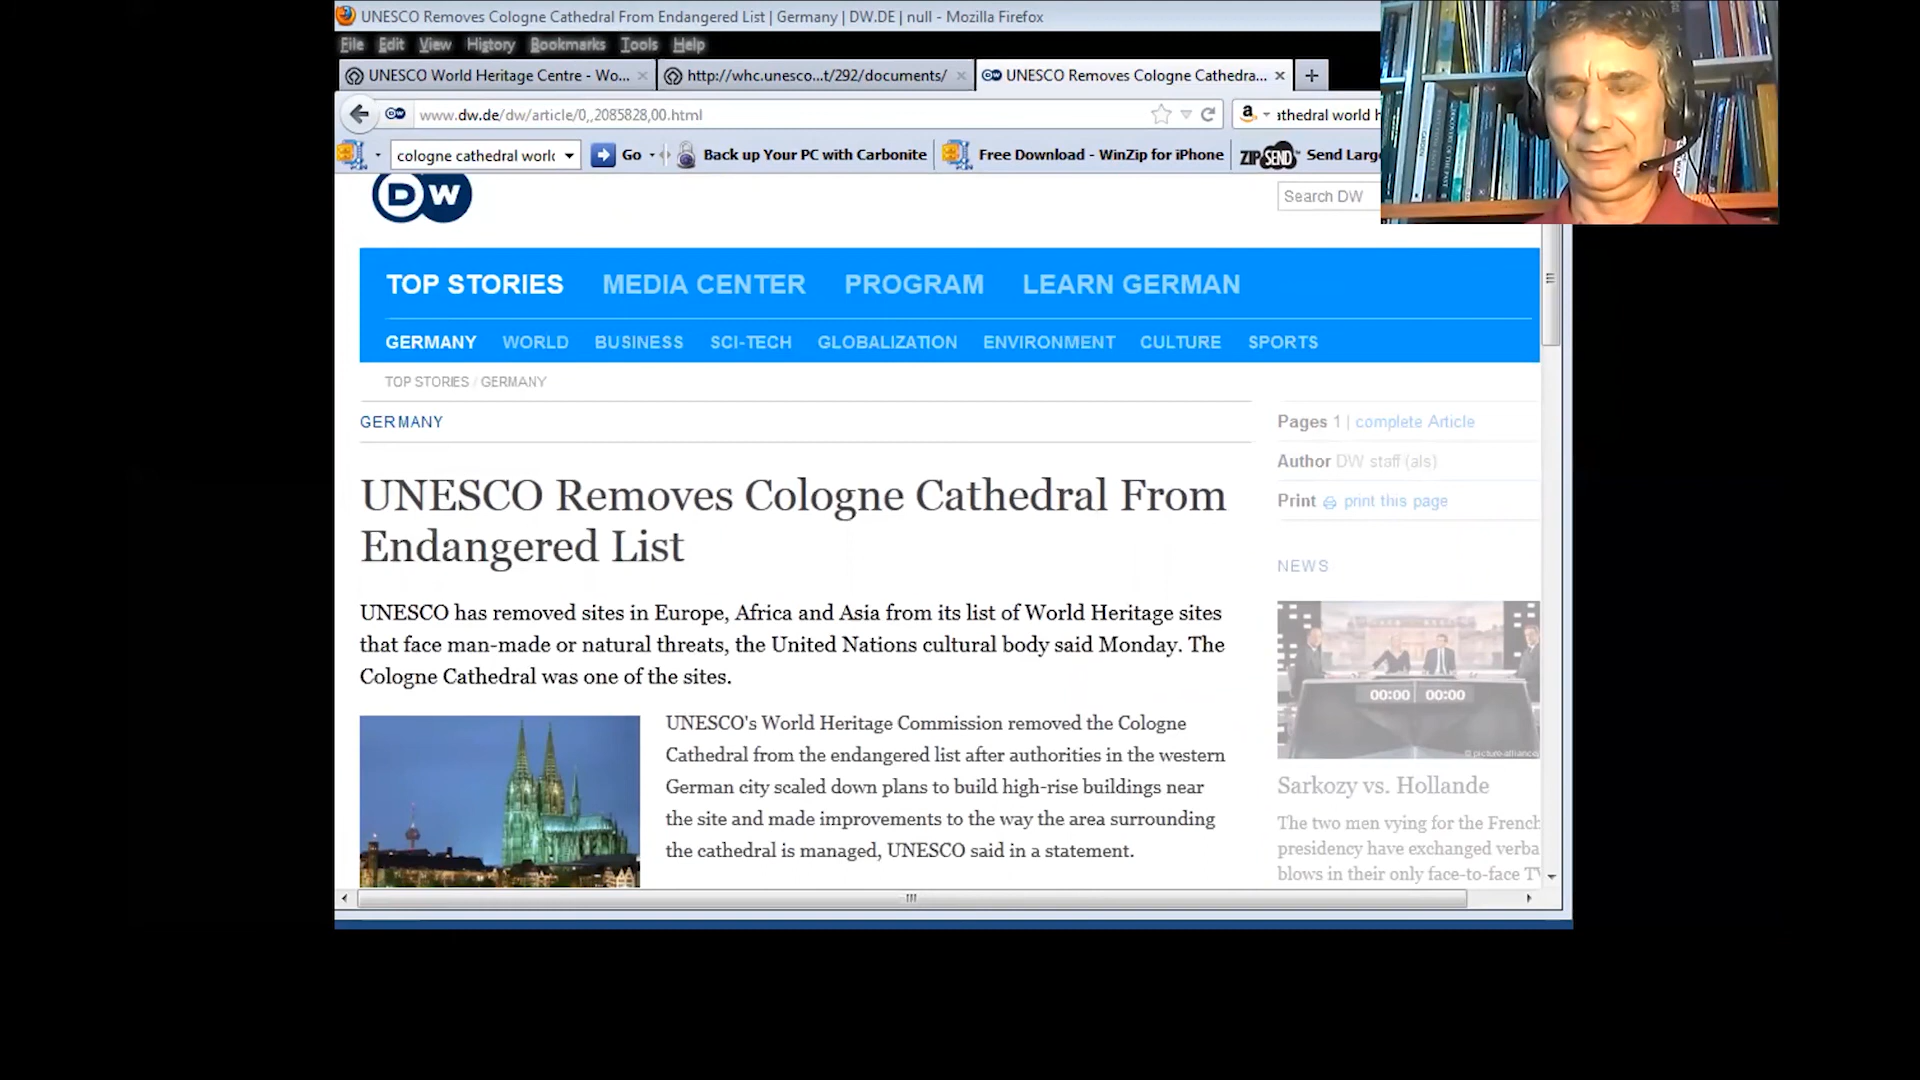 UNESCO Removes Cologne Cathedral From Endangered List | Germany | DW.DE | null - Mozilla Firefox
File Edit View History Bookmarks Tools Help
UNESCO World Heritage Centre - Wo... http://whc.unesco...t/292/documents/ UNESCO Removes Cologne Cathedra...
www.dw.de/dw/article/0,,2085828,00.html athedral world h
cologne cathedral worl Go Back up Your PC with Carbonite Free Download - WinZip for iPhone ZIPSEND Send Larg
DW Search DW
TOP STORIES MEDIA CENTER PROGRAM LEARN GERMAN
GERMANY WORLD BUSINESS SCI-TECH GLOBALIZATION ENVIRONMENT CULTURE SPORTS
TOP STORIES / GERMANY
GERMANY
UNESCO Removes Cologne Cathedral From
Endangered List
UNESCO has removed sites in Europe, Africa and Asia from its list of World Heritage sites
that face man-made or natural threats, the United Nations cultural body said Monday. The
Cologne Cathedral was one of the sites.
UNESCO's World Heritage Commission removed the Cologne
Cathedral from the endangered list after authorities in the western
German city scaled down plans to build high-rise buildings near
the site and made improvements to the way the area surrounding
the cathedral is managed, UNESCO said in a statement.
Pages 1 | complete Article
Author DW staff (als)
Print print this page
NEWS
00:00 00:00
© picture-alliance/
Sarkozy vs. Hollande
The two men vying for the French
presidency have exchanged verba
blows in their only face-to-face TV